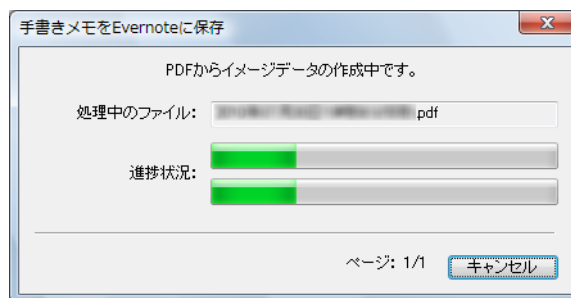 手書きメモをEvernoteに保存
PDFからイメージデータの作成中です。
処理中のファイル: .pdf
進捗状況:
ページ: 1/1 キャンセル